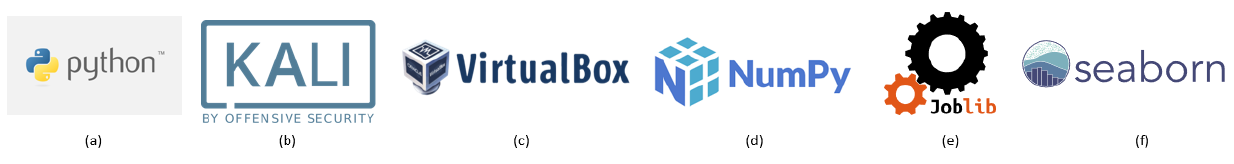 python™
KALI
BY OFFENSIVE SECURITY
VirtualBox
NumPy
Joblib
seaborn
(a) (b) (c) (d) (e) (f)